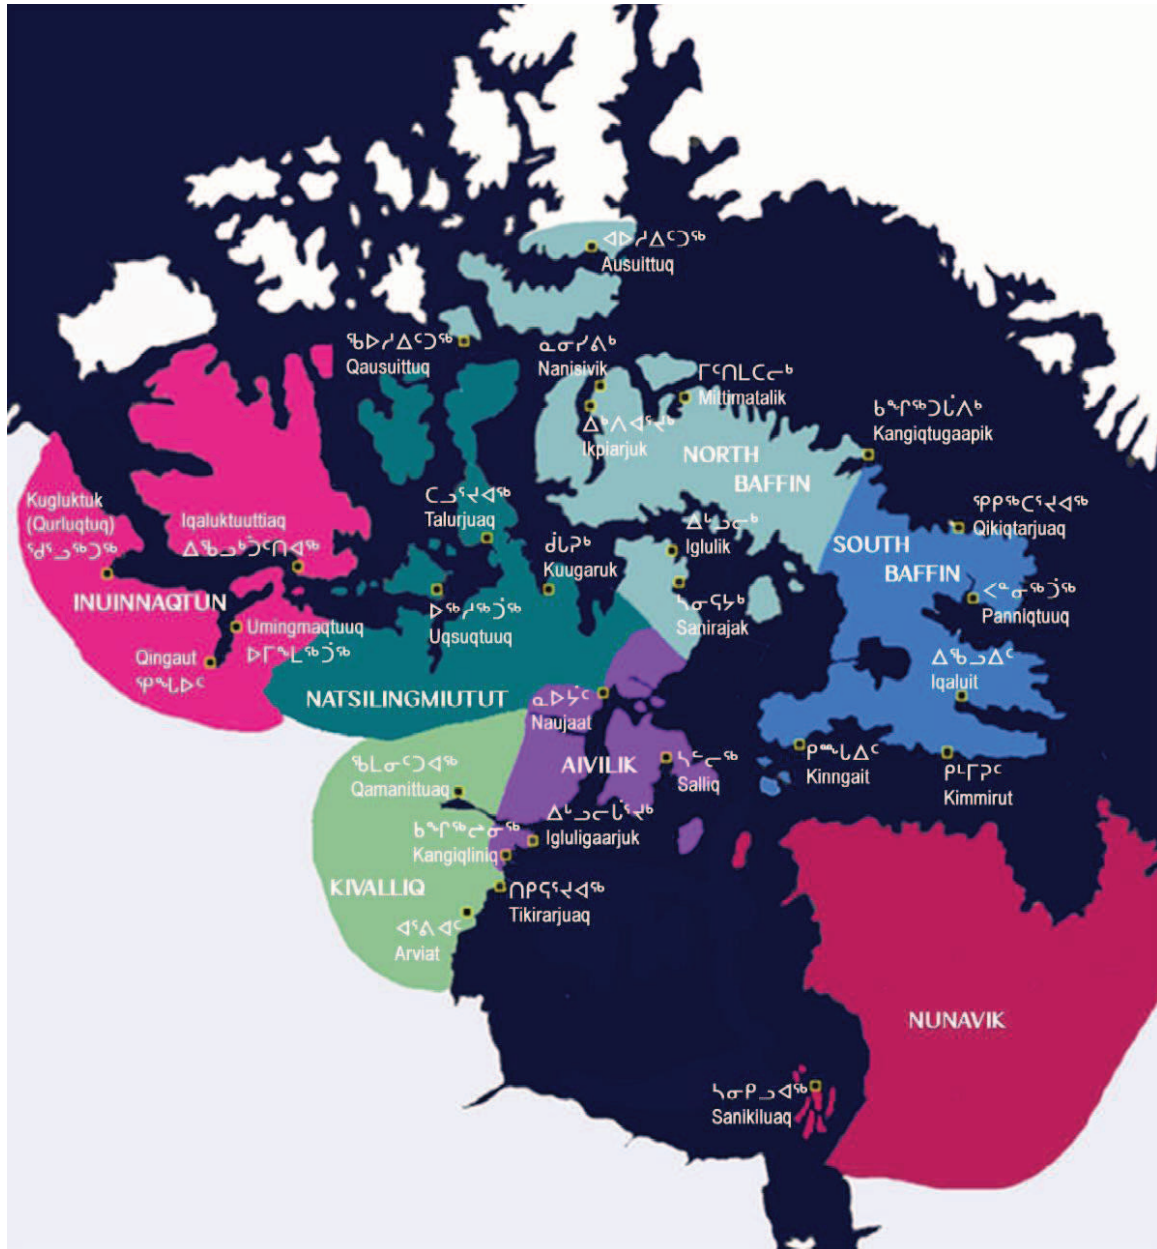 ᐊᐅᓱᐃᑦᑐᖅ
Ausuittuq
ᖃᐅᓱᐃᑦᑐᖅ
Qausuittuq
ᓇᓂᓯᕕᒃ
Nanisivik
ᒥᑦᑎᒪᑕᓕᒃ
Mittimatalik
ᐃᒃᐱᐊᕐᔪᒃ
Ikpiarjuk
ᑲᖏᖅᑐᒑᐱᒃ
Kangiqtugaapik
NORTH
BAFFIN
Kugluktuk
(Qurluqtuq)
ᖁᕐᓗᖅᑐᖅ
Iqaluktuuttiaq
ᐃᖃᓗᒃᑑᑦᑎᐊᖅ
ᑕᓗᕐᔪᐊᖅ
Talurjuaq
ᑰᒐᕈᒃ
Kuugaruk
ᐃᒡᓗᓕᒃ
Iglulik
ᕿᑭᖅᑕᕐᔪᐊᖅ
Qikiqtarjuaq
SOUTH
BAFFIN
ᐸᓐᓂᖅᑑᖅ
Panniqtuuq
INUINNAQTUN
Umingmaqtuuq
ᐅᒥᖕᒪᖅᑑᖅ
ᐅᖅᓱᖅᑑᖅ
Uqsuqtuuq
ᓴᓂᕋᔭᒃ
Sanirajak
Qingaut
ᕿᙵᐅᑦ
ᐃᖃᓗᐃᑦ
Iqaluit
NATSILINGMIUTUT
ᓇᐅᔮᑦ
Naujaat
ᑭᙵᐃᑦ
Kinngait
ᑭᒻᒥᕈᑦ
Kimmirut
ᖃᒪᓂᑦᑐᐊᖅ
Qamanittuaq
AIVILIK
ᓴᓪᓕᖅ
Salliq
ᑲᖏᖅᖠᓂᖅ
Kangiqliniq
ᐃᒡᓗᓕᒑᕐᔪᒃ
Igluligaarjuk
KIVALLIQ
ᑎᑭᕋᕐᔪᐊᖅ
Tikirarjuaq
ᐊᕐᕕᐊᑦ
Arviat
NUNAVIK
ᓴᓂᑭᓗᐊᖅ
Sanikiluaq